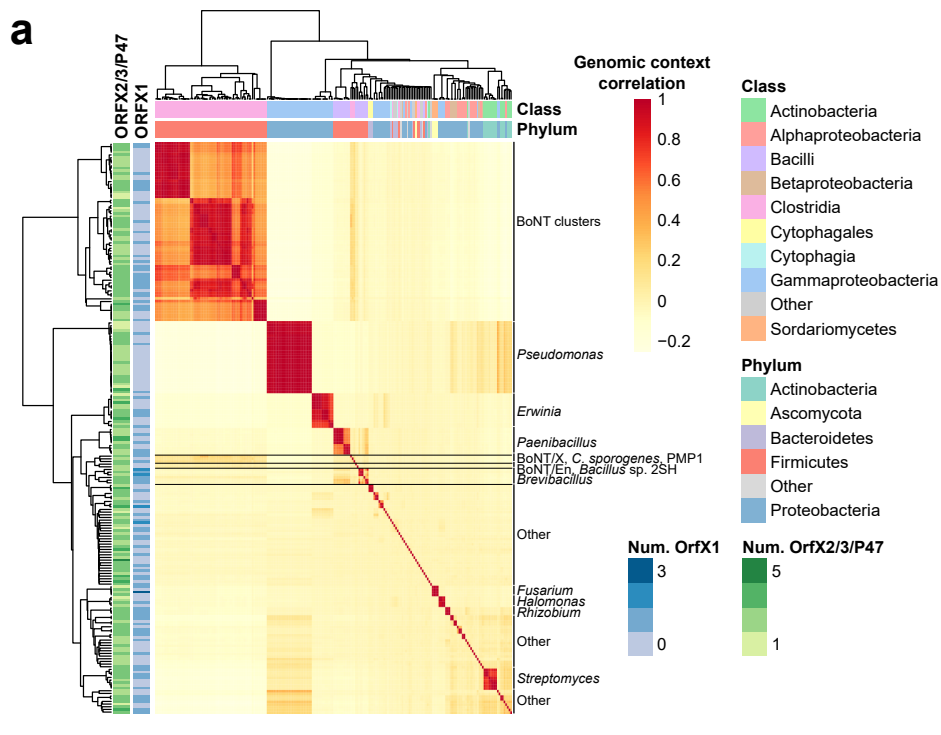 a
ORFX2/3/P47
ORFX1
Class
Phylum
BoNT clusters
Pseudomonas
Erwinia
Paenibacillus
BoNT/X, C. sporogenes, PMP1
BoNT/En, Bacillus sp. 2SH
Brevibacillus
Other
Fusarium
Halomonas
Rhizobium
Other
Streptomyces
Other
Genomic context
correlation
1
0.8
0.6
0.4
0.2
0
−0.2
Class
Actinobacteria
Alphaproteobacteria
Bacilli
Betaproteobacteria
Clostridia
Cytophagales
Cytophagia
Gammaproteobacteria
Other
Sordariomycetes
Phylum
Actinobacteria
Ascomycota
Bacteroidetes
Firmicutes
Other
Proteobacteria
Num. OrfX1
3
0
Num. OrfX2/3/P47
5
1